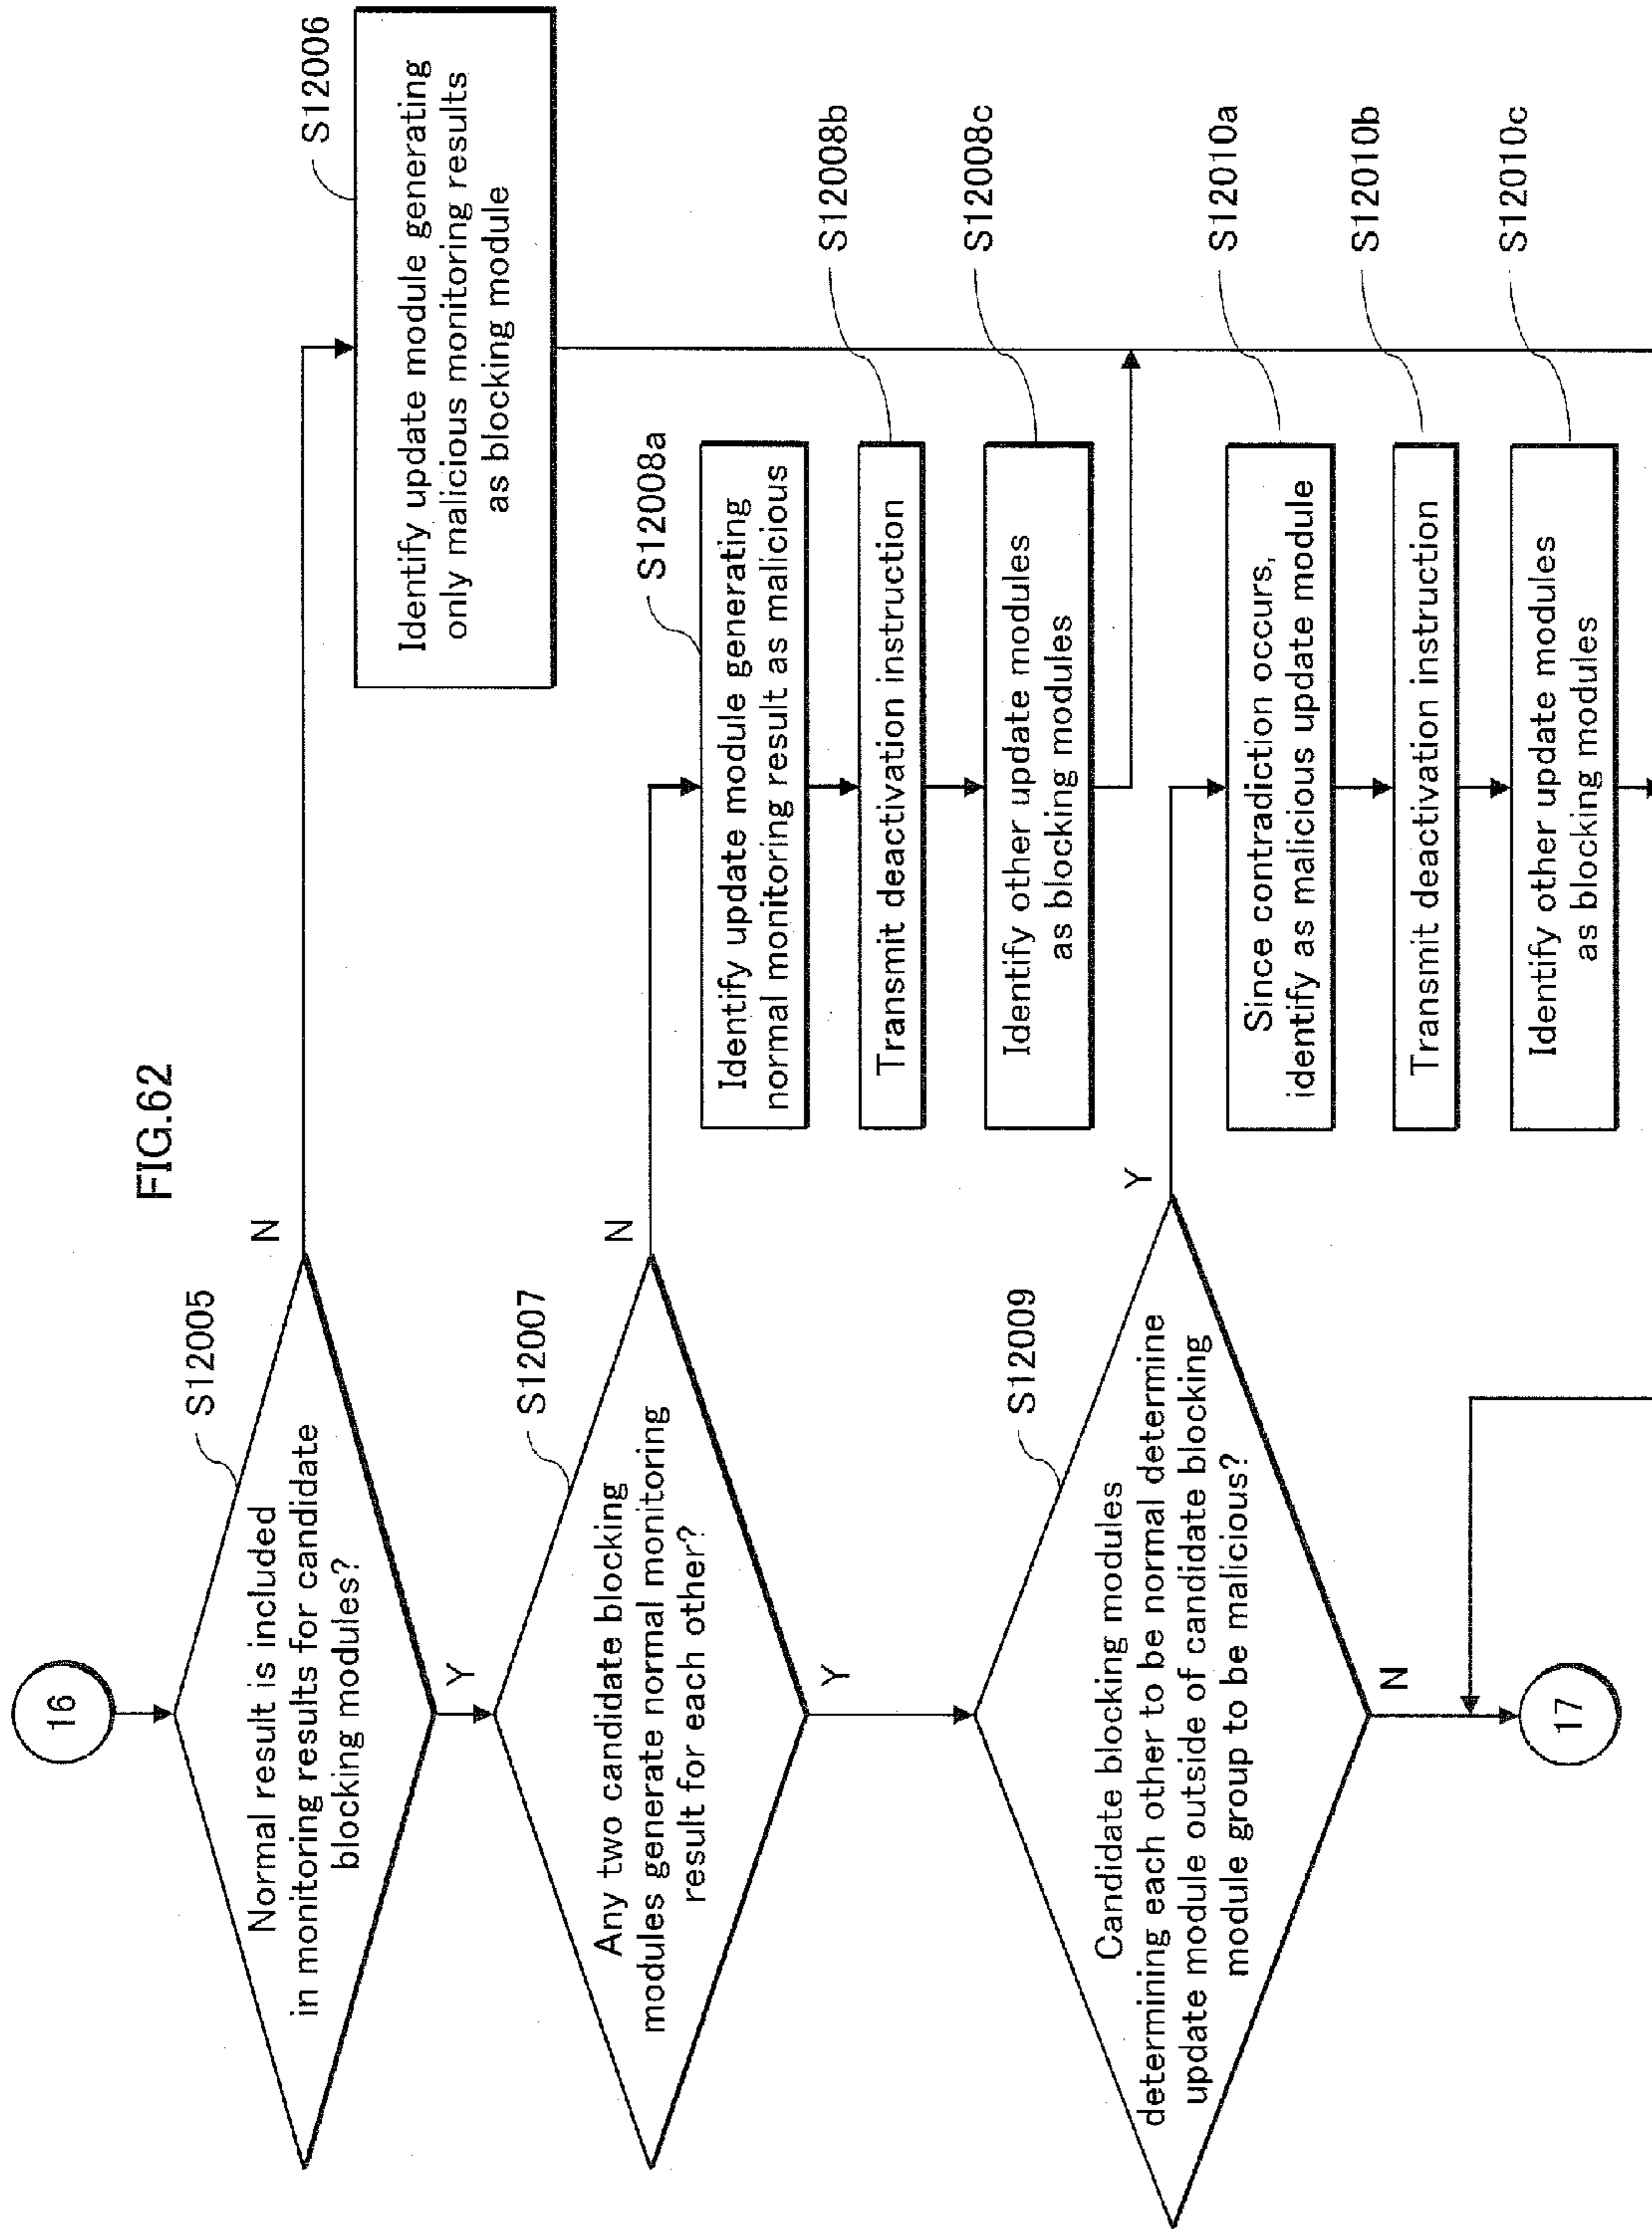 FIG.62
16
S12005
Normal result is included
in monitoring results for candidate
blocking modules?
N
Y
S12006
Identify update module generating
only malicious monitoring results
as blocking module
S12007
Any two candidate blocking
modules generate normal monitoring
result for each other?
N
Y
S12008a
Identify update module generating
normal monitoring result as malicious
S12008b
Transmit deactivation instruction
S12008c
Identify other update modules
as blocking modules
S12009
Candidate blocking modules
determining each other to be normal determine
update module outside of candidate blocking
module group to be malicious?
Y
N
S12010a
Since contradiction occurs,
identify as malicious update module
S12010b
Transmit deactivation instruction
S12010c
Identify other update modules
as blocking modules
17